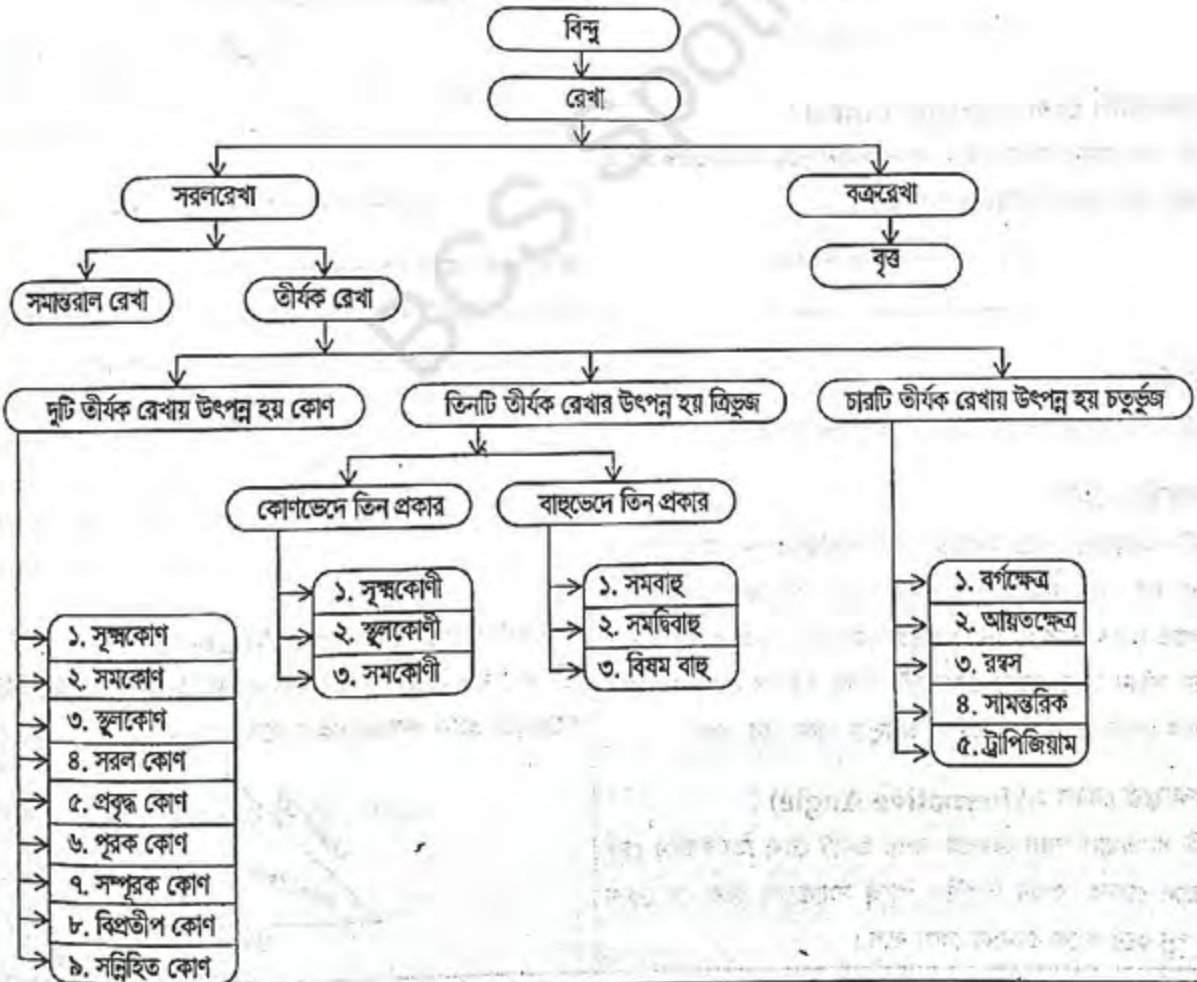 বিন্দু
রেখা
সরলরেখা
বক্ররেখা
বৃত্ত
সমান্তরাল রেখা
তীর্যক রেখা
দুটি তীর্যক রেখায় উৎপন্ন হয় কোণ
তিনটি তীর্যক রেখার উৎপন্ন হয় ত্রিভুজ
চারটি তীর্যক রেখায় উৎপন্ন হয় চতুর্ভুজ
কোণভেদে তিন প্রকার
বাহুভেদে তিন প্রকার
১. সূক্ষ্মকোণ
২. সমকোণ
৩. স্থূলকোণ
৪. সরল কোণ
৫. প্রবৃদ্ধ কোণ
৬. পূরক কোণ
৭. সম্পূরক কোণ
৮. বিপ্রতীপ কোণ
৯. সন্নিহিত কোণ
১. সূক্ষ্মকোণী
২. স্থূলকোণী
৩. সমকোণী
১. সমবাহু
২. সমদ্বিবাহু
৩. বিষম বাহু
১. বর্গক্ষেত্র
২. আয়তক্ষেত্র
৩. রম্বস
৪. সামন্তরিক
৫. ট্রাপিজিয়াম
BCS